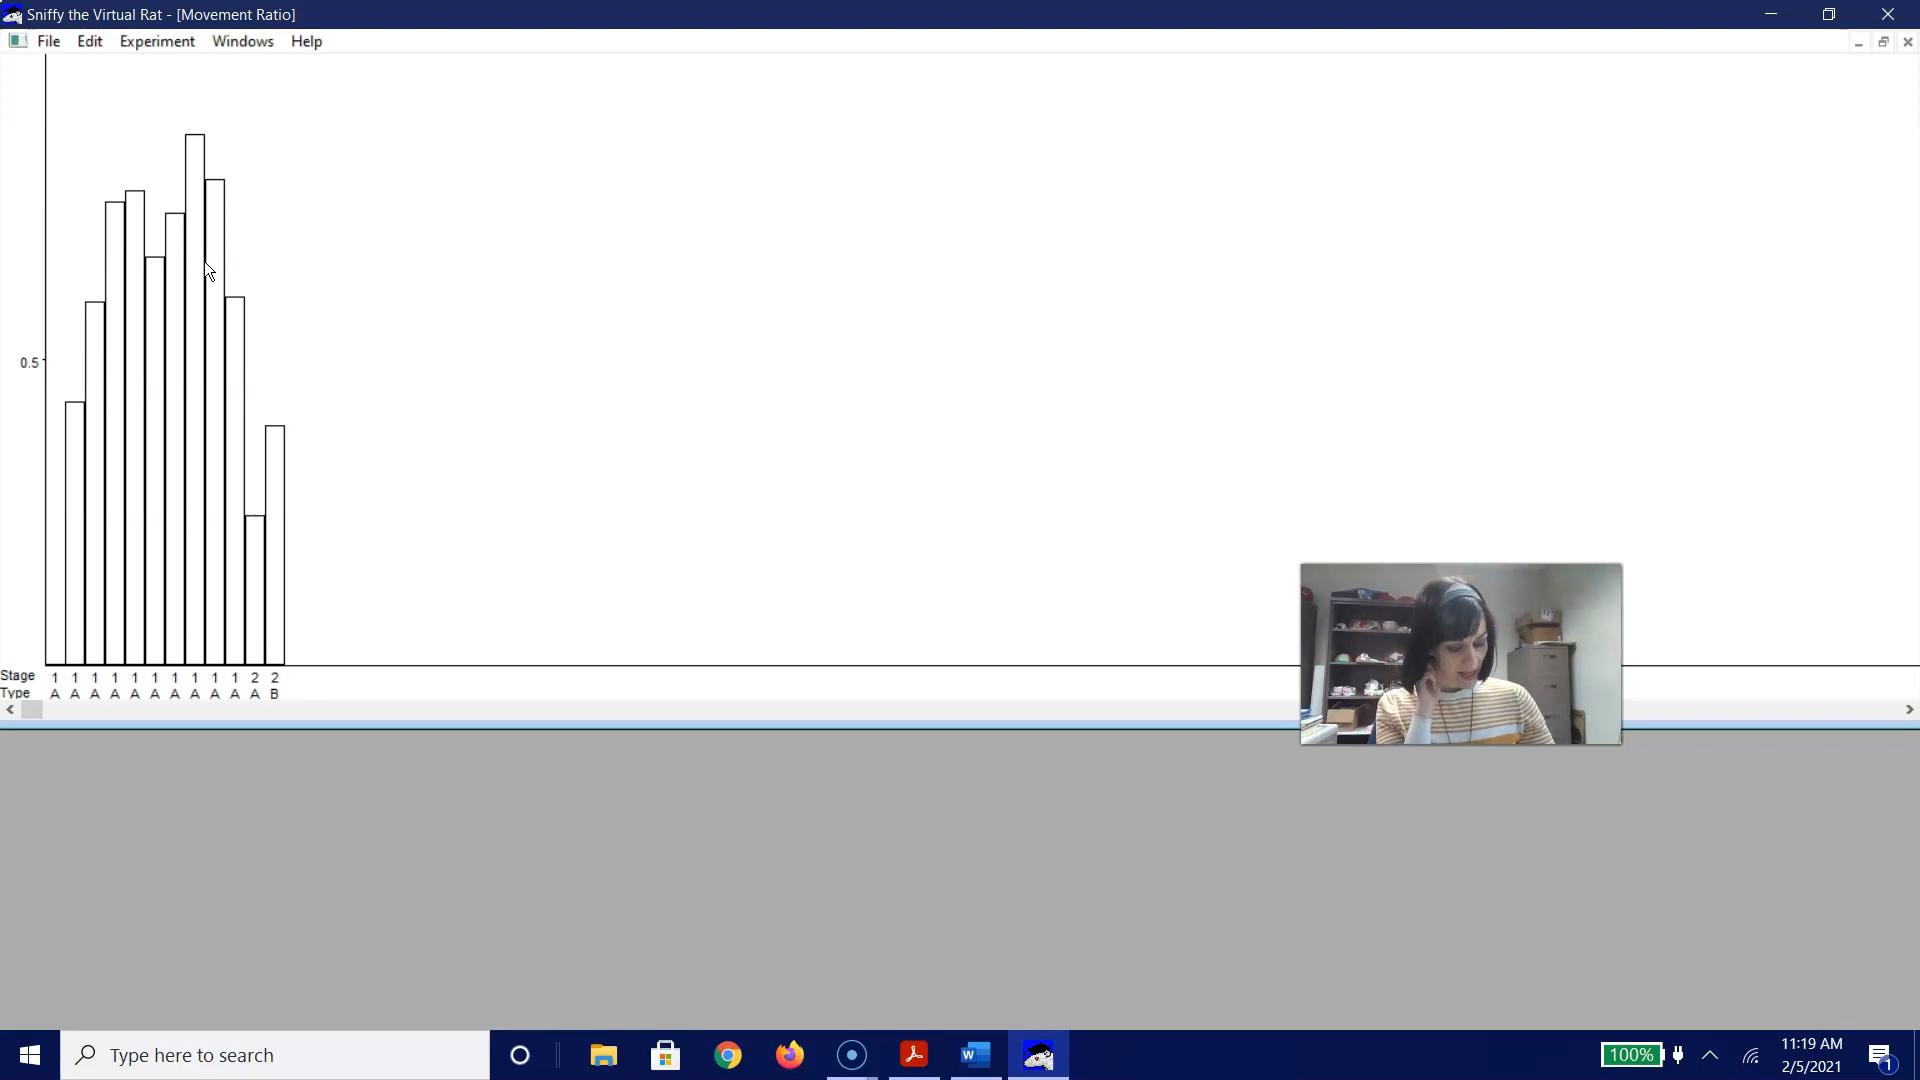 Sniffy the Virtual Rat - [Movement Ratio]
File Edit Experiment Windows Help
0.5
Stage 1 1 1 1 1 1 1 1 1 1 2 2
Type A A A A A A A A A A A B
Type here to search
100%
11:19 AM
2/5/2021
1